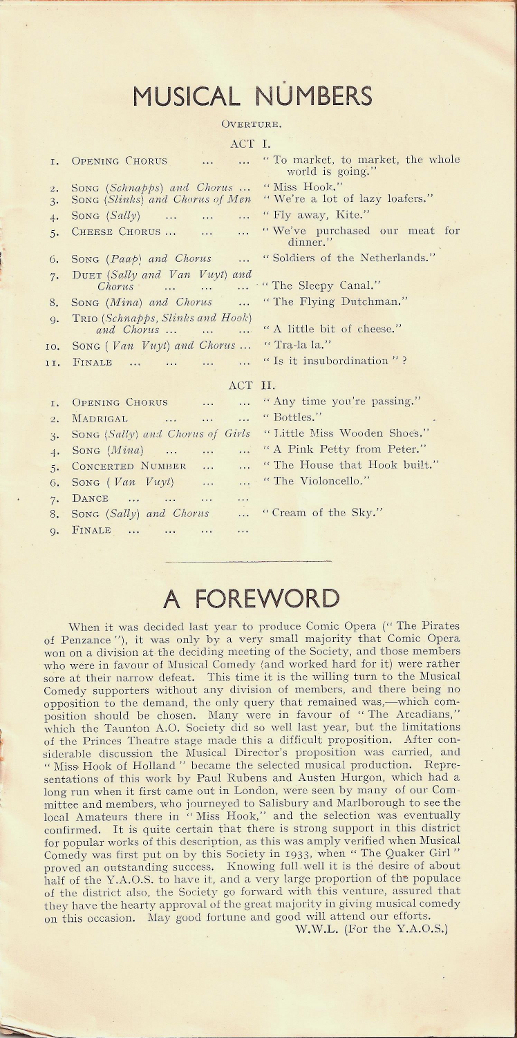 MUSICAL NUMBERS
OVERTURE.
ACT I.
1. OPENING CHORUS ... ... " To market, to market, the whole
world is going."
2. SONG (Schnapps) and Chorus ... " Miss Hook."
3. SONG (Slinks) and Chorus of Men " We're a lot of lazy loafers."
4. SONG (Sally) ... ... ... " Fly away, Kite."
5. CHEESE CHORUS ... ... ... " We've purchased our meat for
dinner."
6. SONG (Paap) and Chorus ... " Soldiers of the Netherlands."
7. DUET (Sally and Van Vuyt) and
Chorus ... ... ... " The Sleepy Canal."
8. SONG (Mina) and Chorus ... " The Flying Dutchman."
9. TRIO (Schnapps, Slinks and Hook)
and Chorus ... ... ... " A little bit of cheese."
10. SONG ( Van Vuyt) and Chorus ... " Tra-la la."
11. FINALE ... ... ... ... " Is it insubordination " ?
ACT II.
1. OPENING CHORUS ... ... " Any time you're passing."
2. MADRIGAL ... ... ... " Bottles."
3. SONG (Sally) and Chorus of Girls " Little Miss Wooden Shoes."
4. SONG (Mina) ... ... ... " A Pink Petty from Peter."
5. CONCERTED NUMBER ... ... " The House that Hook built."
6. SONG ( Van Vuyt) ... ... " The Violoncello."
7. DANCE ... ... ... ...
8. SONG (Sally) and Chorus ... " Cream of the Sky."
9. FINALE ... ... ... ...
A FOREWORD
When it was decided last year to produce Comic Opera (" The Pirates
of Penzance "), it was only by a very small majority that Comic Opera
won on a division at the deciding meeting of the Society, and those members
who were in favour of Musical Comedy (and worked hard for it) were rather
sore at their narrow defeat. This time it is the willing turn to the Musical
Comedy supporters without any division of members, and there being no
opposition to the demand, the only query that remained was,—which com-
position should be chosen. Many were in favour of " The Arcadians,"
which the Taunton A.O. Society did so well last year, but the limitations
of the Princes Theatre stage made this a difficult proposition. After con-
siderable discussion the Musical Director's proposition was carried, and
" Miss Hook of Holland " became the selected musical production. Repre-
sentations of this work by Paul Rubens and Austen Hurgon, which had a
long run when it first came out in London, were seen by many of our Com-
mittee and members, who journeyed to Salisbury and Marlborough to see the
local Amateurs there in " Miss Hook," and the selection was eventually
confirmed. It is quite certain that there is strong support in this district
for popular works of this description, as this was amply verified when Musical
Comedy was first put on by this Society in 1933, when " The Quaker Girl "
proved an outstanding success. Knowing full well it is the desire of about
half of the Y.A.O.S. to have it, and a very large proportion of the populace
of the district also, the Society go forward with this venture, assured that
they have the hearty approval of the great majority in giving musical comedy
on this occasion. May good fortune and good will attend our efforts.
W.W.L. (For the Y.A.O.S.)